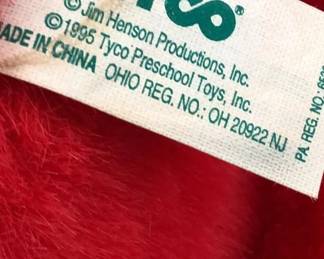 © Jim Henson Productions, Inc.
© 1995 Tyco Preschool Toys, Inc.
MADE IN CHINA OHIO REG. NO.: OH 20922 NJ
PA. REG. NO.: